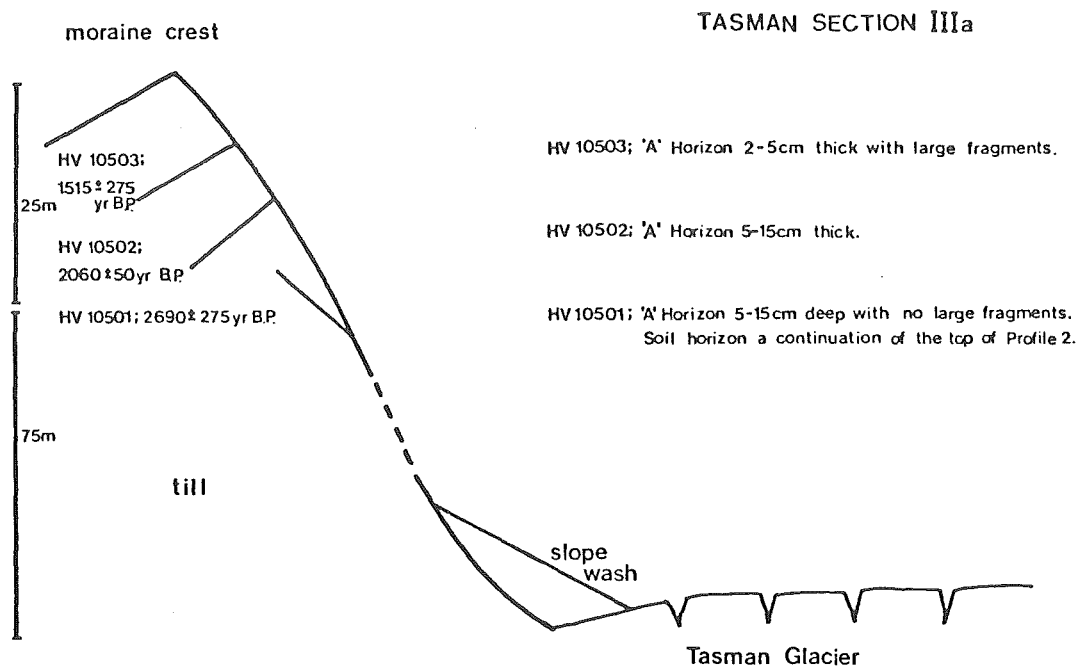 TASMAN SECTION IIIa
moraine crest
HV 10503;
1515 ± 275
yr B.P.
25m
HV 10502;
2060 ± 50 yr B.P.
HV 10501; 2690 ± 275 yr B.P.
HV 10503; 'A' Horizon 2-5cm thick with large fragments.
HV 10502; 'A' Horizon 5-15cm thick.
HV 10501; 'A' Horizon 5-15cm deep with no large fragments.
Soil horizon a continuation of the top of Profile 2.
75m
till
slope
wash
Tasman Glacier